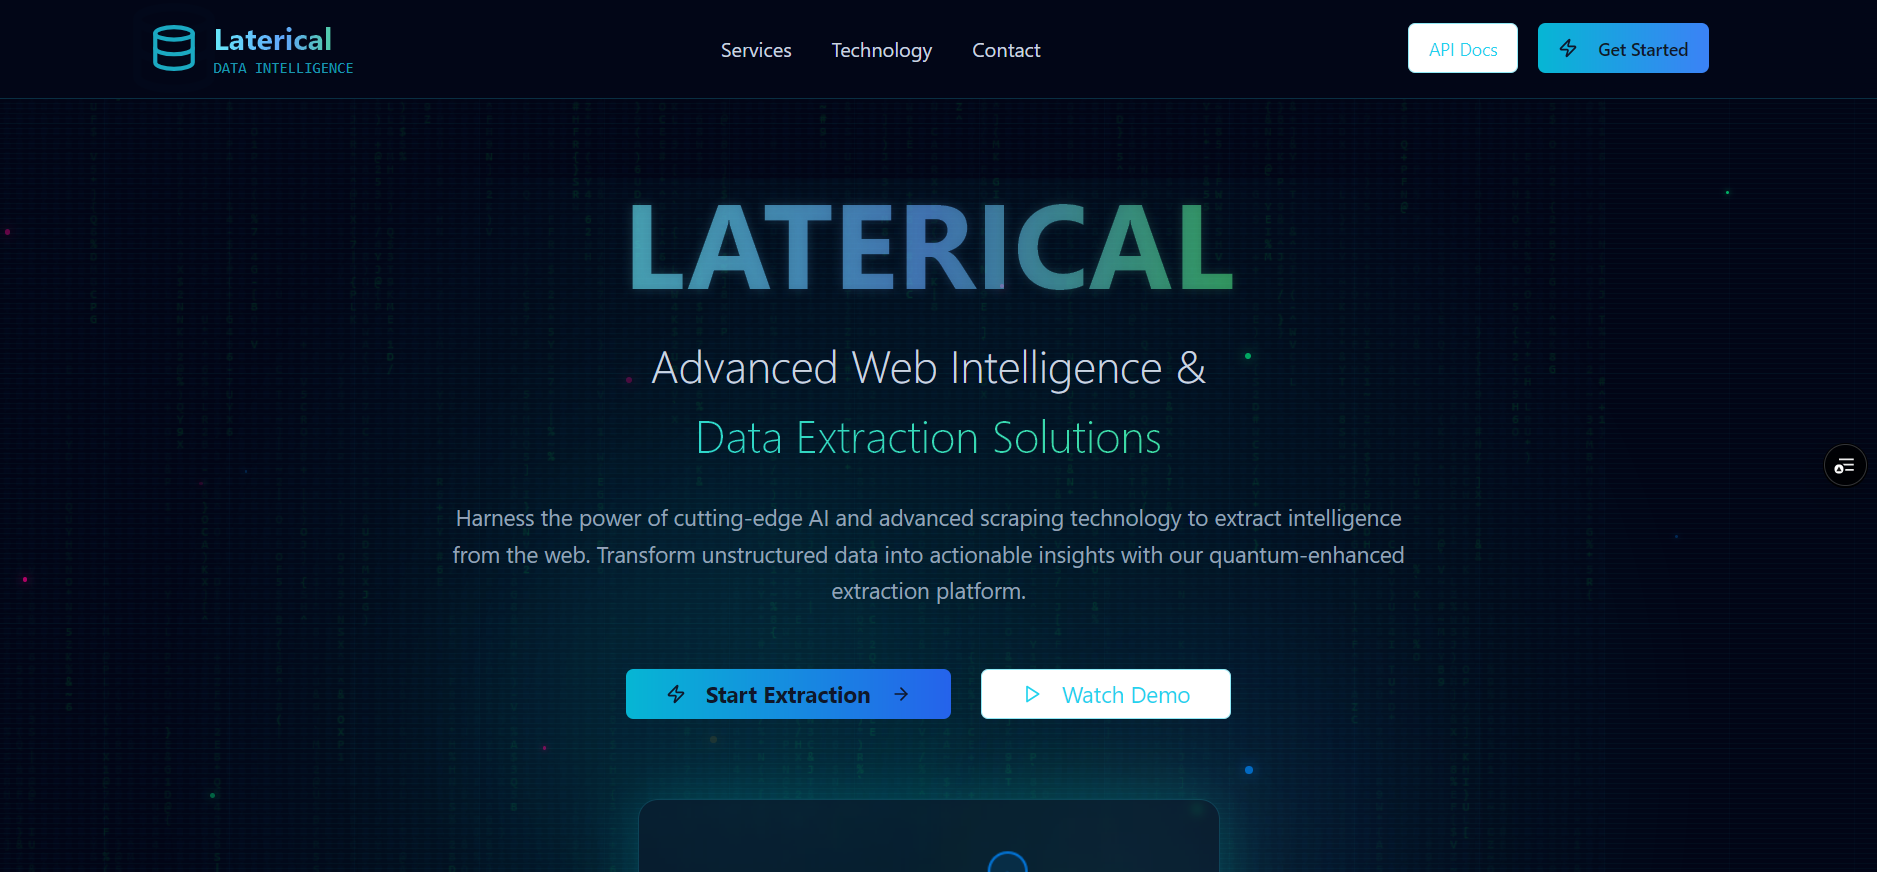 Laterical
DATA INTELLIGENCE
Services
Technology
Contact
API Docs
Get Started
LATERICAL
Advanced Web Intelligence &
Data Extraction Solutions
Harness the power of cutting-edge AI and advanced scraping technology to extract intelligence
from the web. Transform unstructured data into actionable insights with our quantum-enhanced
extraction platform.
Start Extraction
Watch Demo